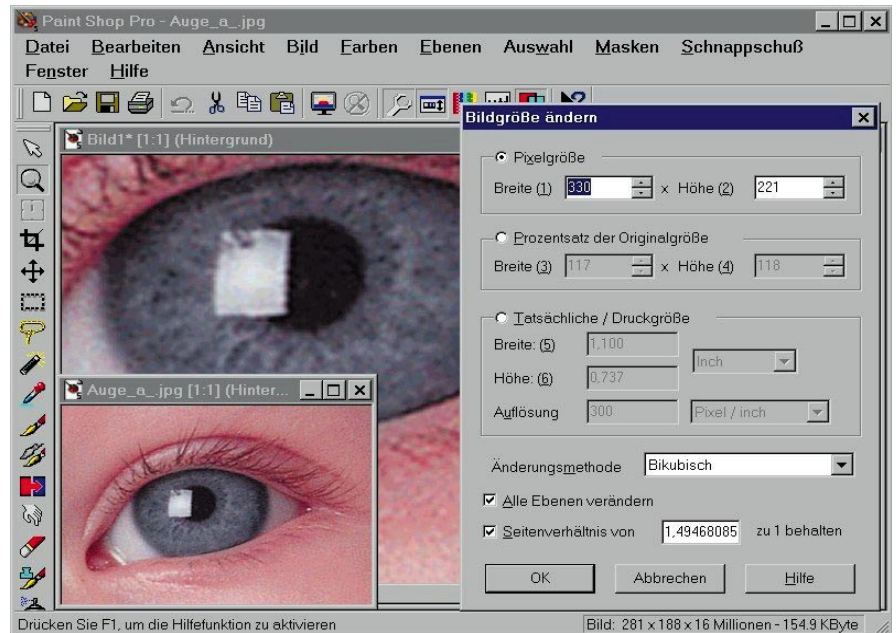 Paint Shop Pro - Auge_a_.jpg
Datei Bearbeiten Ansicht Bild Farben Ebenen Auswahl Masken Schnappschuß
Fenster Hilfe
Bild1* [1:1] (Hintergrund)
Auge_a_.jpg [1:1] (Hinter...
Bildgröße ändern
Pixelgröße
Breite (1) 330 x Höhe (2) 221
Prozentsatz der Originalgröße
Breite (3) 117 x Höhe (4) 118
Tatsächliche / Druckgröße
Breite: (5) 1,100
Inch
Höhe: (6) 0,737
Auflösung 300 Pixel / inch
Änderungsmethode Bikubisch
Alle Ebenen verändern
Seitenverhältnis von 1,49468085 zu 1 behalten
OK Abbrechen Hilfe
Drücken Sie F1, um die Hilfefunktion zu aktivieren
Bild: 281 x 188 x 16 Millionen - 154.9 KByte